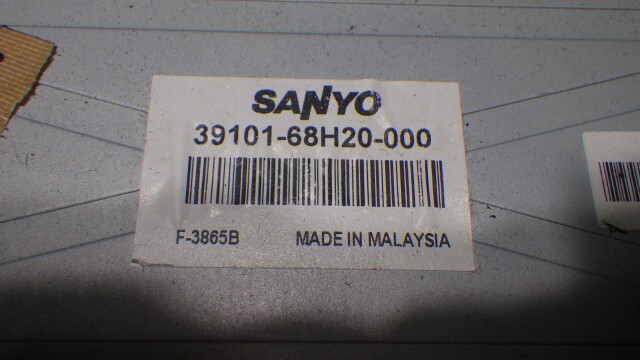 SANYO
39101-68H20-000
F-3865B MADE IN MALAYSIA